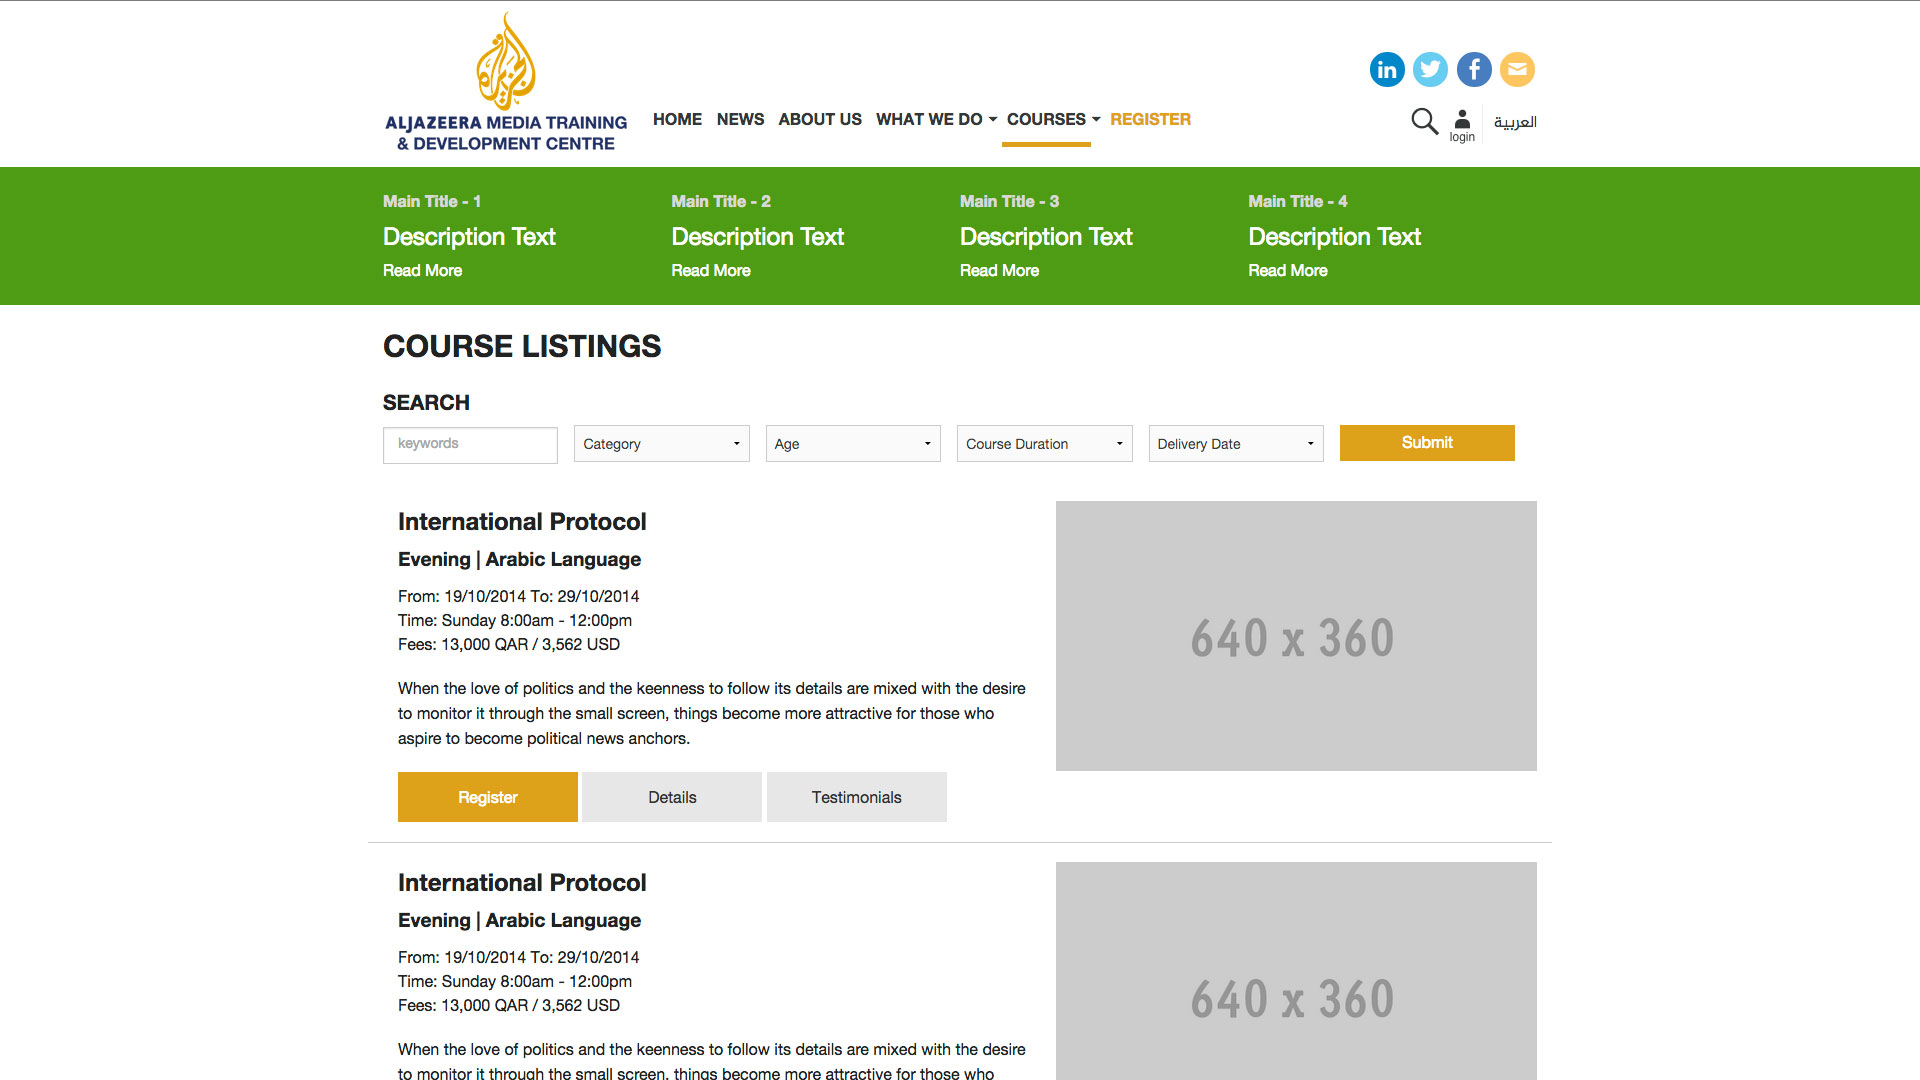 ALJAZEERA MEDIA TRAINING
& DEVELOPMENT CENTRE
HOME NEWS ABOUT US WHAT WE DO COURSES REGISTER
in f
login
العربية
Main Title - 1
Description Text
Read More
Main Title - 2
Description Text
Read More
Main Title - 3
Description Text
Read More
Main Title - 4
Description Text
Read More
COURSE LISTINGS
SEARCH
keywords Category Age Course Duration Delivery Date Submit
International Protocol
Evening | Arabic Language
From: 19/10/2014 To: 29/10/2014
Time: Sunday 8:00am - 12:00pm
Fees: 13,000 QAR / 3,562 USD
When the love of politics and the keenness to follow its details are mixed with the desire
to monitor it through the small screen, things become more attractive for those who
aspire to become political news anchors.
Register Details Testimonials
640 x 360
International Protocol
Evening | Arabic Language
From: 19/10/2014 To: 29/10/2014
Time: Sunday 8:00am - 12:00pm
Fees: 13,000 QAR / 3,562 USD
When the love of politics and the keenness to follow its details are mixed with the desire
to monitor it through the small screen, things become more attractive for those who
640 x 360